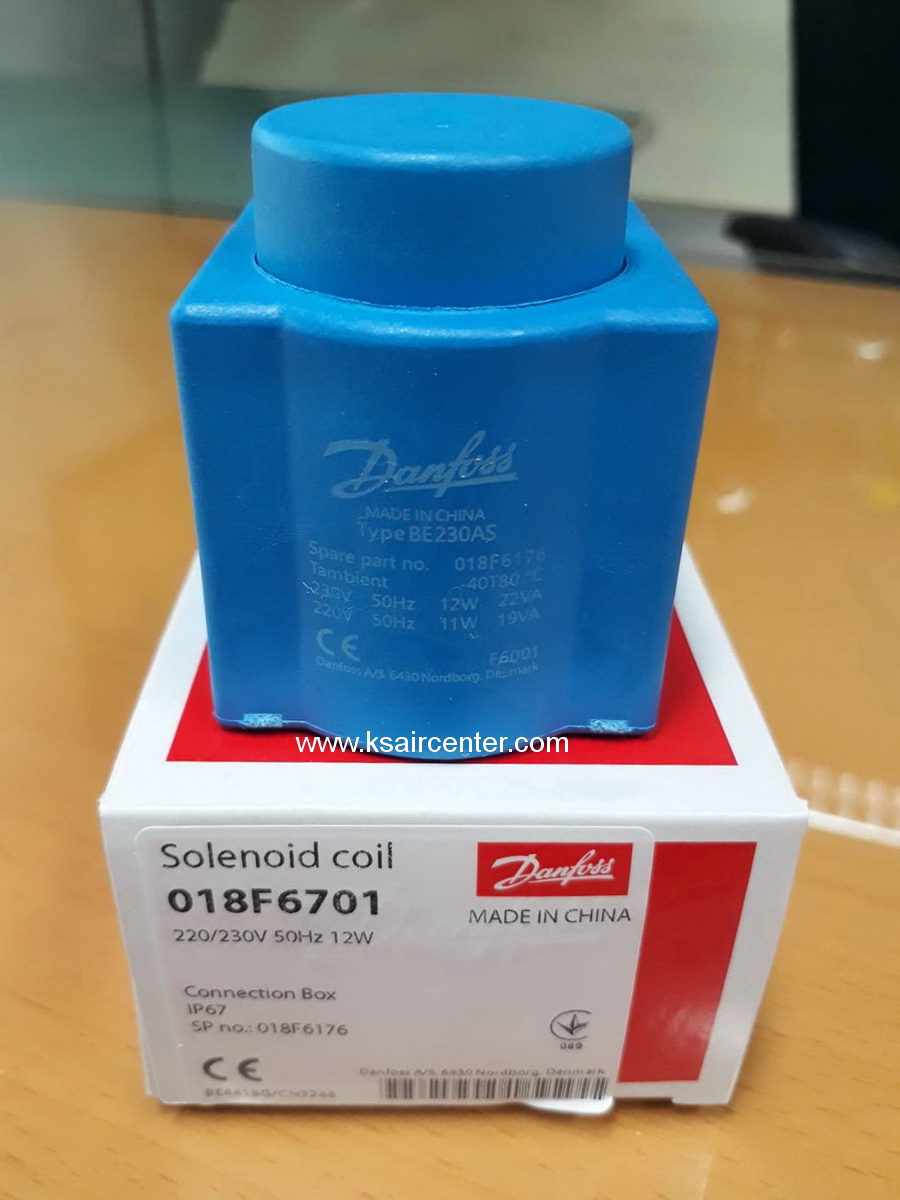 Danfoss
MADE IN CHINA
Type BE230AS
Spare part no. 018F6176
Tambient -40T80 °C
230V 50Hz 12W 22VA
220V 50Hz 11W 19VA
CE
F6001
Danfoss A/S, 6430 Nordborg, Denmark
www.ksaircenter.com
Solenoid coil
018F6701
220/230V 50Hz 12W
Danfoss
MADE IN CHINA
Connection Box
IP67
SP no.: 018F6176
089
CE
Danfoss A/S, 6430 Nordborg, Denmark